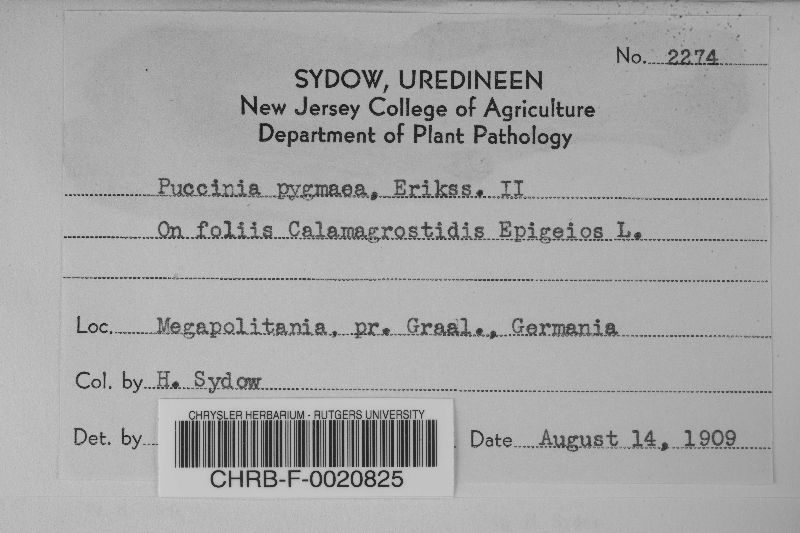 No. 2274
SYDOW, UREDINEEN
New Jersey College of Agriculture
Department of Plant Pathology
Puccinia pygmaea, Erikss. II
On foliis Calamagrostidis Epigeios L.
Loc. Megapolitania, pr. Graal., Germania
Col. by H. Sydow
Det. by Date August 14, 1909
CHRYSLER HERBARIUM - RUTGERS UNIVERSITY
CHRB-F-0020825